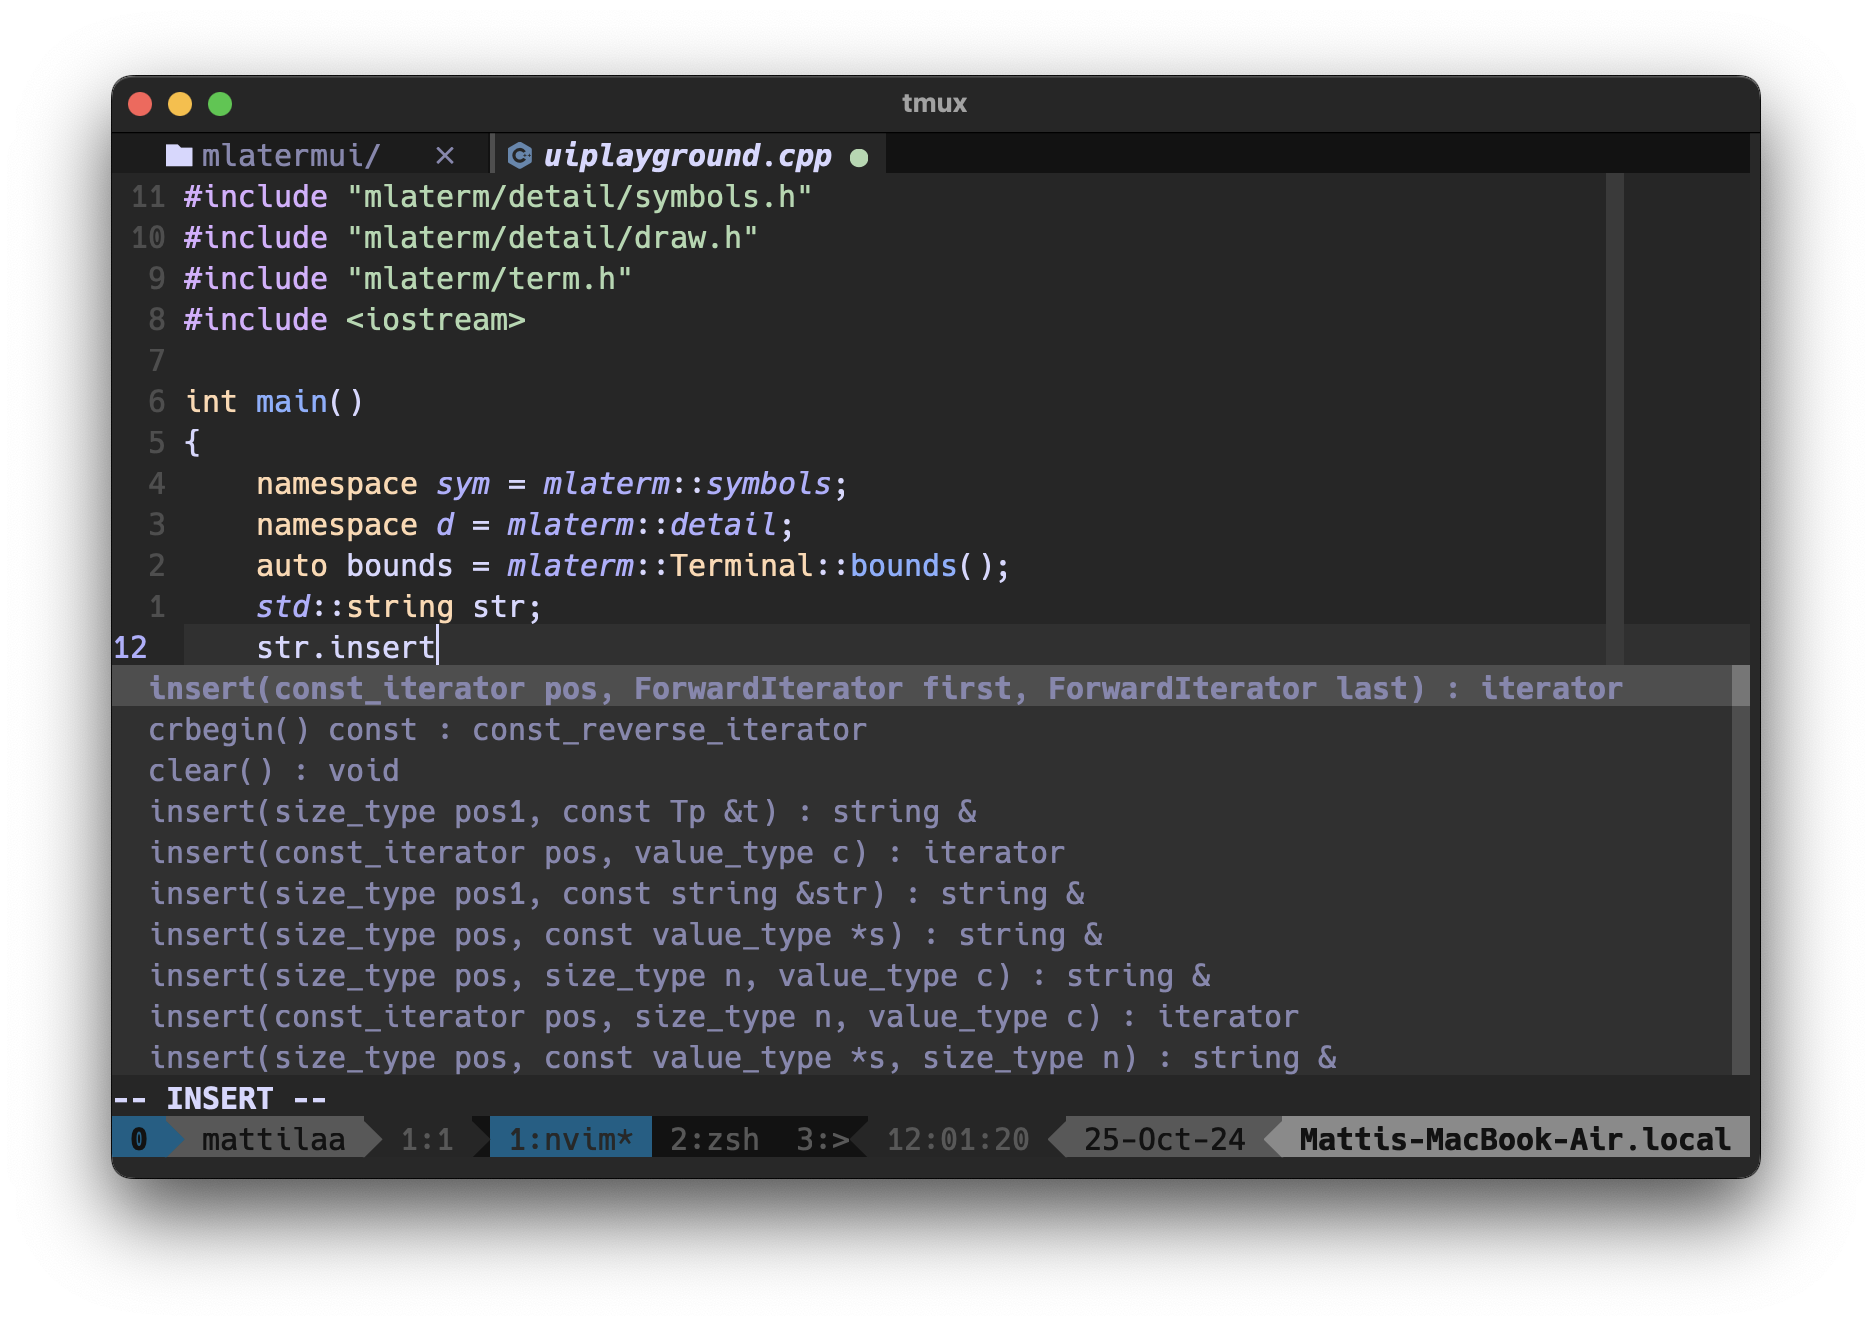 tmux
mlatermui/ × uiplayground.cpp ●
11 #include "mlaterm/detail/symbols.h"
10 #include "mlaterm/detail/draw.h"
9 #include "mlaterm/term.h"
8 #include <iostream>
7
6 int main()
5 {
4 namespace sym = mlaterm::symbols;
3 namespace d = mlaterm::detail;
2 auto bounds = mlaterm::Terminal::bounds();
1 std::string str;
12 str.insert
insert(const_iterator pos, ForwardIterator first, ForwardIterator last) : iterator
crbegin() const : const_reverse_iterator
clear() : void
insert(size_type pos1, const Tp &t) : string &
insert(const_iterator pos, value_type c) : iterator
insert(size_type pos1, const string &str) : string &
insert(size_type pos, const value_type *s) : string &
insert(size_type pos, size_type n, value_type c) : string &
insert(const_iterator pos, size_type n, value_type c) : iterator
insert(size_type pos, const value_type *s, size_type n) : string &
-- INSERT --
0 mattilaa 1:1 1:nvim* 2:zsh 3:> 12:01:20 25-Oct-24 Mattis-MacBook-Air.local